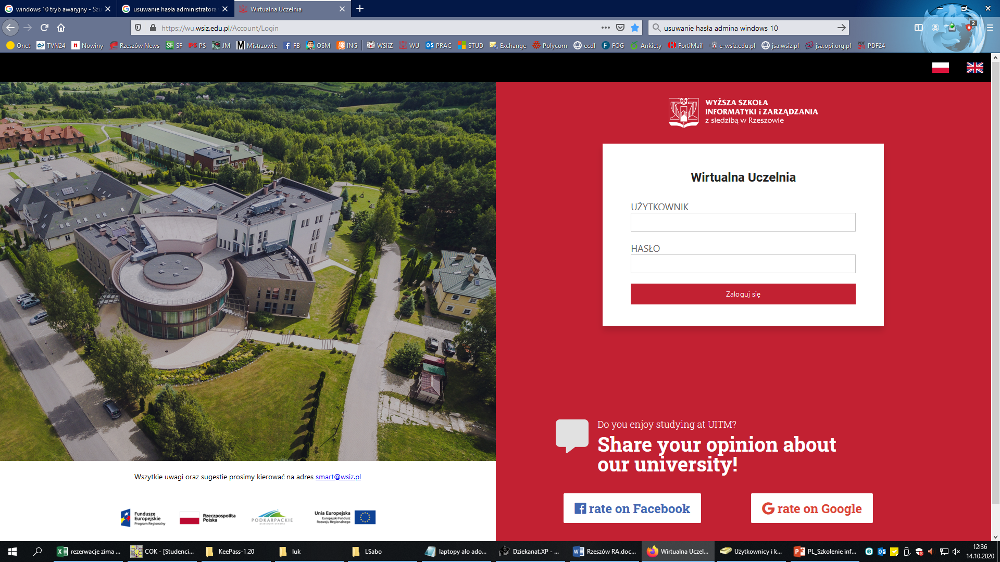 windows 10 tryb awaryjny - Szu
usuwanie hasła administratora
Wirtualna Uczelnia
https://wu.wsiz.edu.pl/Account/Login
usuwanie hasła admina windows 10
2
Onet
TVN24
Nowiny
Rzeszów News
SF SF
PS PS
JM
Mistrzowie
FB
OSM
ING
WSIiZ
WU
PRAC
STUD
Exchange
Polycom
ecdl
FOG
Ankiety
FortiMail
e-wsiz.edu.pl
jsa.wsiz.pl
jsa.opi.org.pl
PDF24
WYŻSZA SZKOŁA
INFORMATYKI i ZARZĄDZANIA
z siedzibą w Rzeszowie
Wirtualna Uczelnia
UŻYTKOWNIK
HASŁO
Zaloguj się
Do you enjoy studying at UITM?
Share your opinion about
our university!
rate on Facebook
rate on Google
Wszytkie uwagi oraz sugestie prosimy kierować na adres smart@wsiz.pl
Fundusze
Europejskie
Program Regionalny
Rzeczpospolita
Polska
PODKARPACKIE
przestrzeń otwarta
Unia Europejska
Europejski Fundusz
Rozwoju Regionalnego
rezerwacje zima ...
COK - [Studenci...
KeePass-1.20
luk
LSabo
laptopy alo ado...
Dziekanat.XP - ...
Rzeszów RA.doc...
Wirtualna Uczel...
Użytkownicy i k...
PL_Szkolenie inf...
12:36
14.10.2020